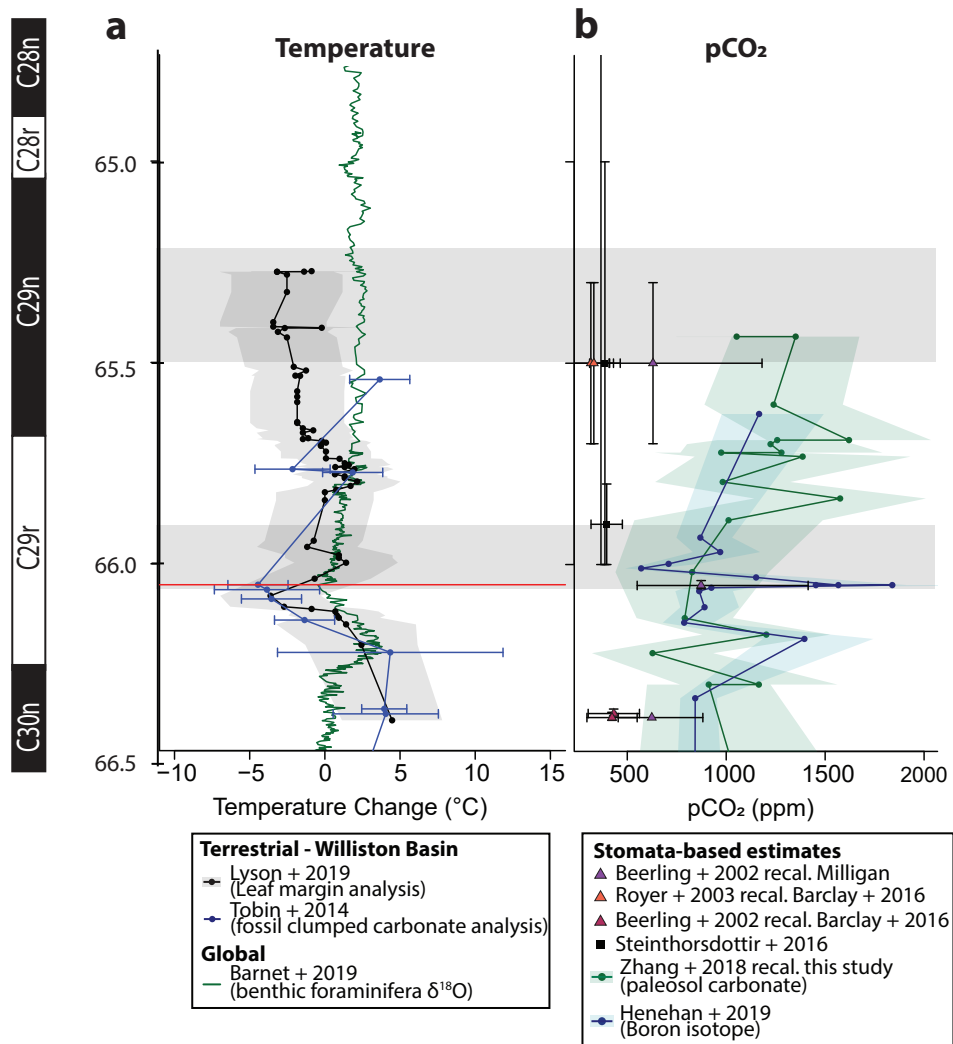 a
b
Temperature
pCO₂
C28n
C28r
C29n
C29r
C30n
65.0
65.5
66.0
66.5
−10 −5 0 5 10 15
Temperature Change (°C)
500 1000 1500 2000
pCO₂ (ppm)
Terrestrial - Williston Basin
Lyson + 2019
(Leaf margin analysis)
Tobin + 2014
(fossil clumped carbonate analysis)
Global
Barnet + 2019
(benthic foraminifera δ¹⁸O)
Stomata-based estimates
Beerling + 2002 recal. Milligan
Royer + 2003 recal. Barclay + 2016
Beerling + 2002 recal. Barclay + 2016
Steinthorsdottir + 2016
Zhang + 2018 recal. this study
(paleosol carbonate)
Henehan + 2019
(Boron isotope)